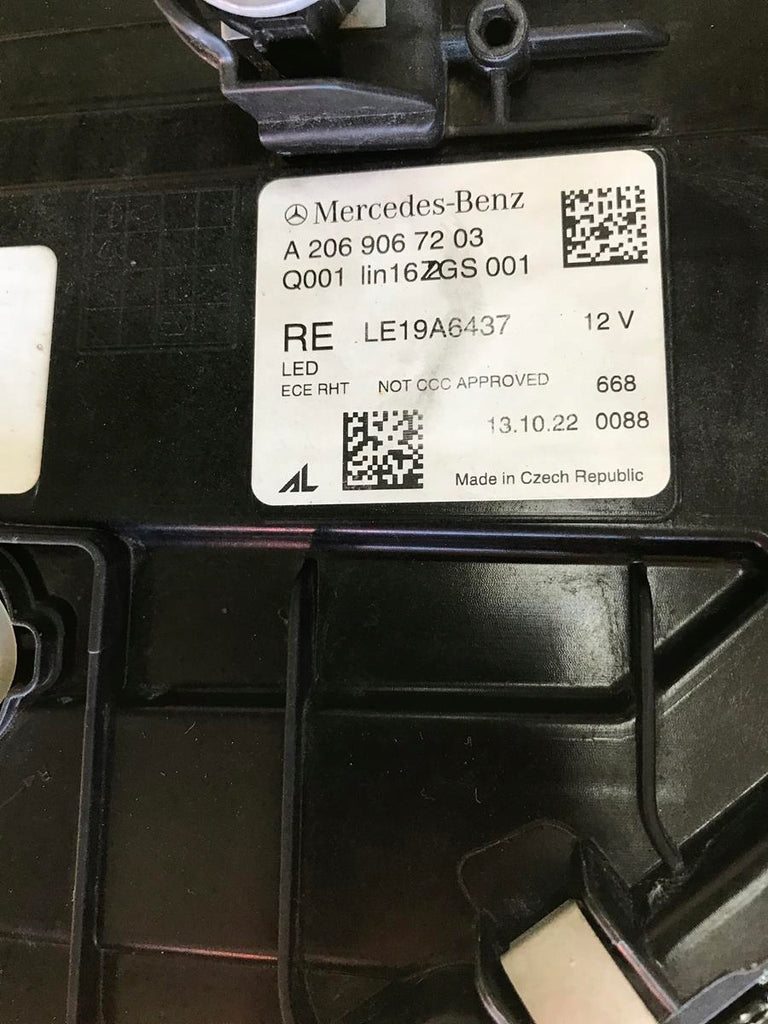 Mercedes-Benz
A 206 906 72 03
Q001 ZGS 001
RE LE19A6437 12 V
LED
ECE RHT NOT CCC APPROVED 668
13.10.22 0088
AL Made in Czech Republic